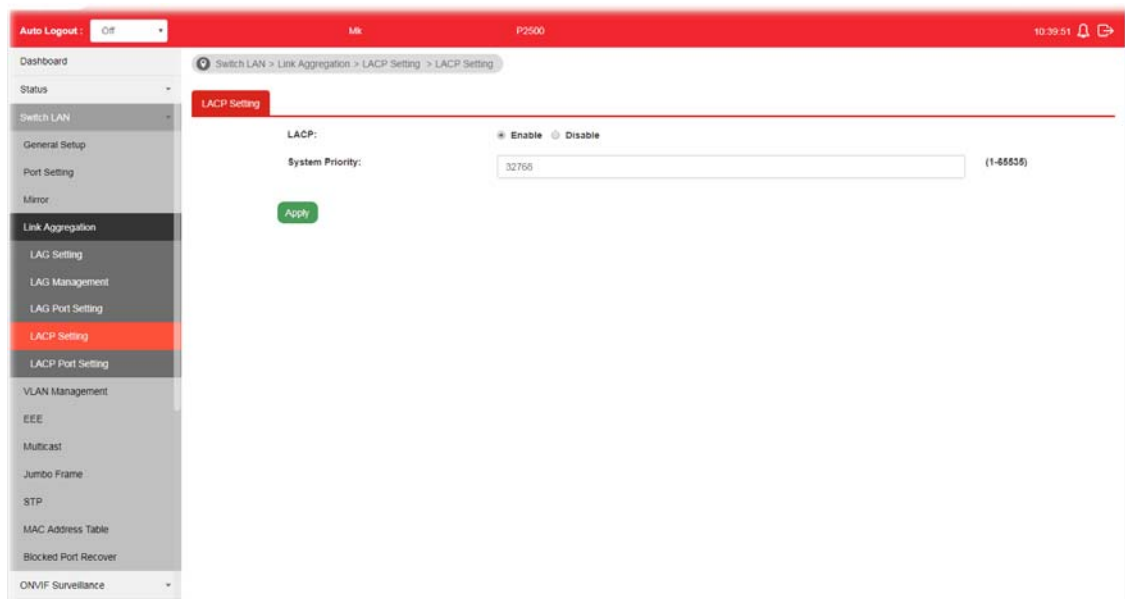 Auto Logout : Off Mk P2500 10:39:51
Dashboard
Switch LAN > Link Aggregation > LACP Setting > LACP Setting
Status
LACP Setting
Switch LAN
LACP: Enable Disable
General Setup
System Priority: 32768 (1-65535)
Port Setting
Mirror
Apply
Link Aggregation
LAG Setting
LAG Management
LAG Port Setting
LACP Setting
LACP Port Setting
VLAN Management
EEE
Multicast
Jumbo Frame
STP
MAC Address Table
Blocked Port Recover
ONVIF Surveillance